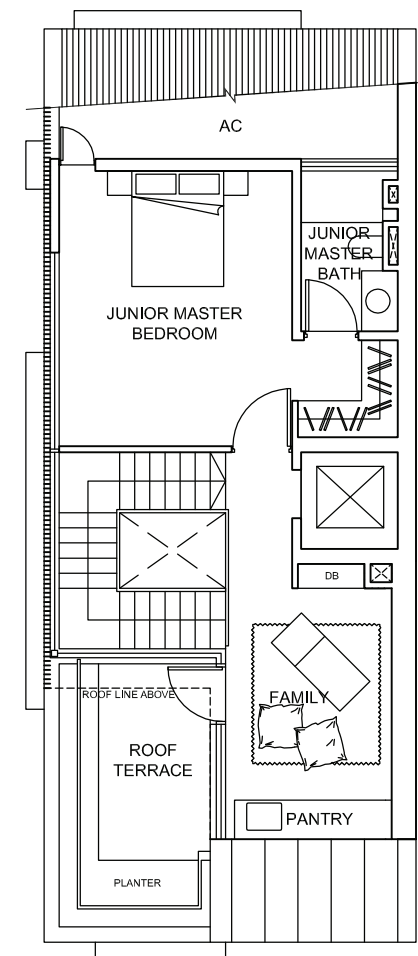 AC
JUNIOR
MASTER
BATH
JUNIOR MASTER
BEDROOM
DB
ROOF LINE ABOVE
FAMILY
ROOF
TERRACE
PANTRY
PLANTER